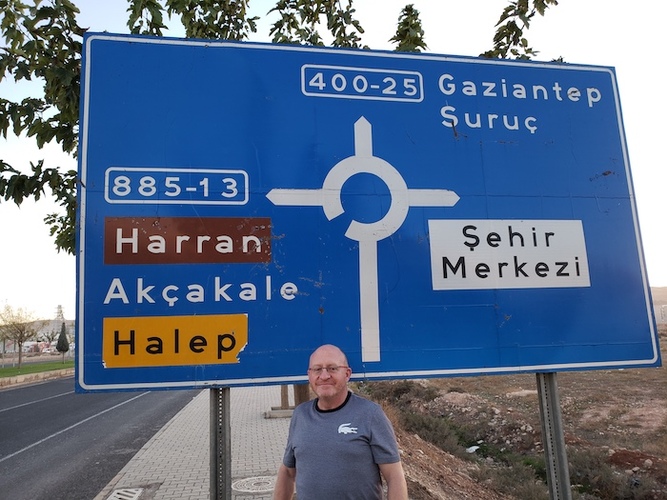 400-25
Gaziantep
Suruç
885-13
Harran
Akçakale
Halep
Şehir
Merkezi